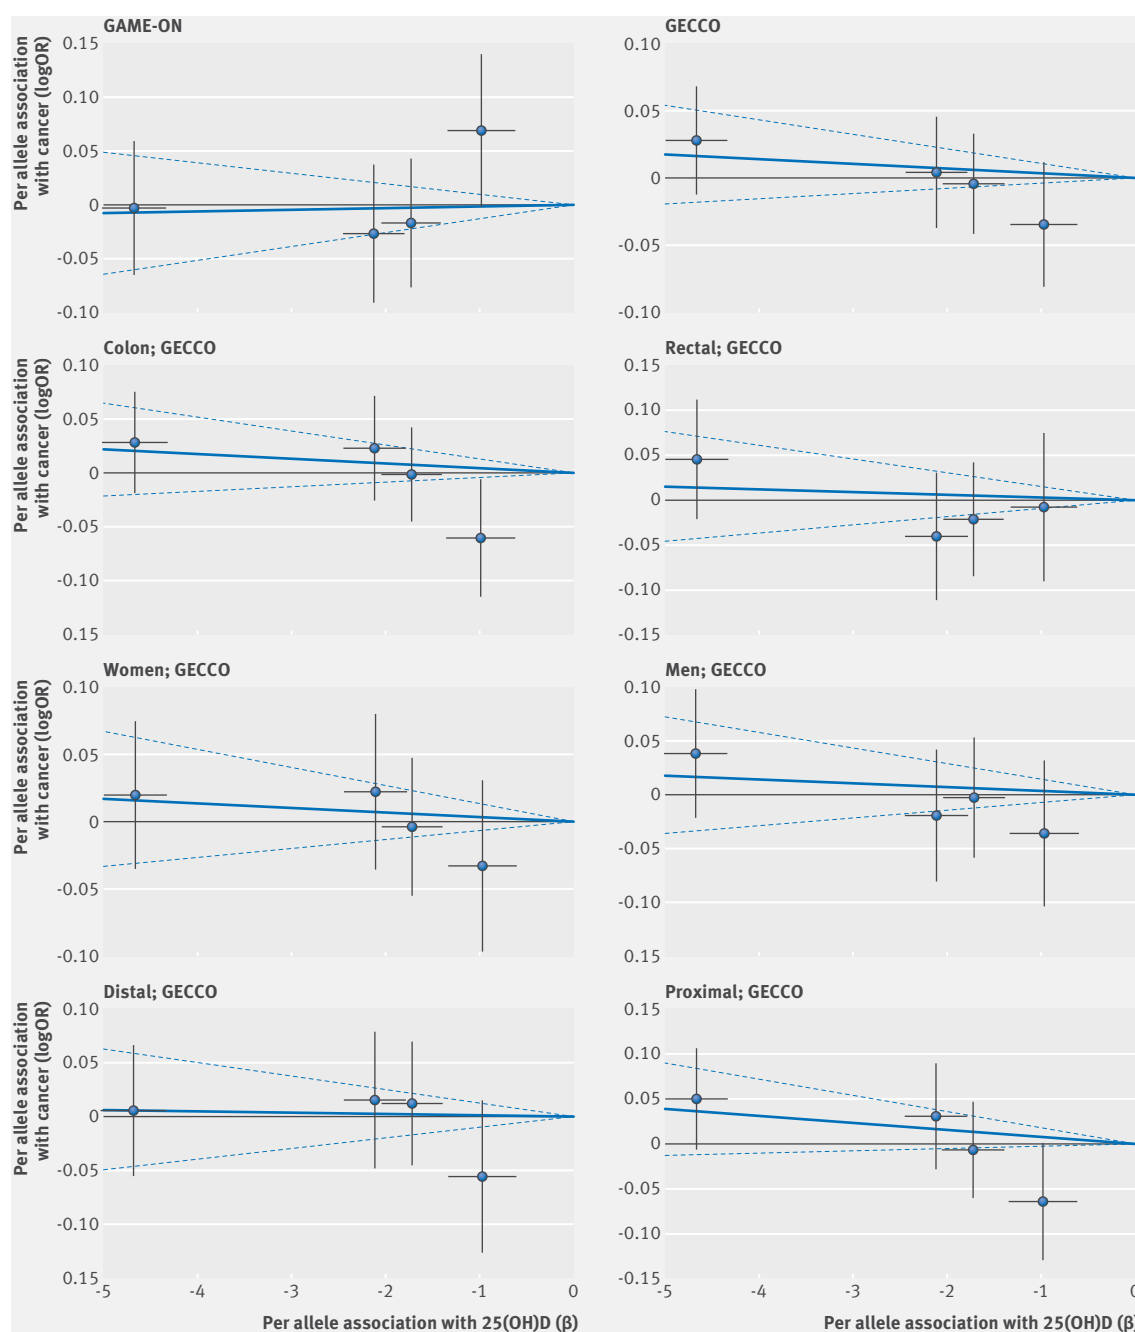 GAME-ON
GECCO
Per allele association
with cancer (logOR)
0.15
0.10
0.05
0
-0.05
-0.10
0.10
0.05
0
-0.05
-0.10
Colon; GECCO
Rectal; GECCO
Per allele association
with cancer (logOR)
0.10
0.05
0
-0.05
-0.10
0.15
0.15
0.10
0.05
0
-0.05
-0.10
-0.15
Women; GECCO
Men; GECCO
Per allele association
with cancer (logOR)
0.10
0.05
0
-0.05
-0.10
0.10
0.05
0
-0.05
-0.10
0.15
Distal; GECCO
Proximal; GECCO
Per allele association
with cancer (logOR)
0.10
0.05
0
-0.05
-0.10
0.15
0.15
0.10
0.05
0
-0.05
-0.10
-0.15
-5 -4 -3 -2 -1 0
-5 -4 -3 -2 -1 0
Per allele association with 25(OH)D (β)
Per allele association with 25(OH)D (β)